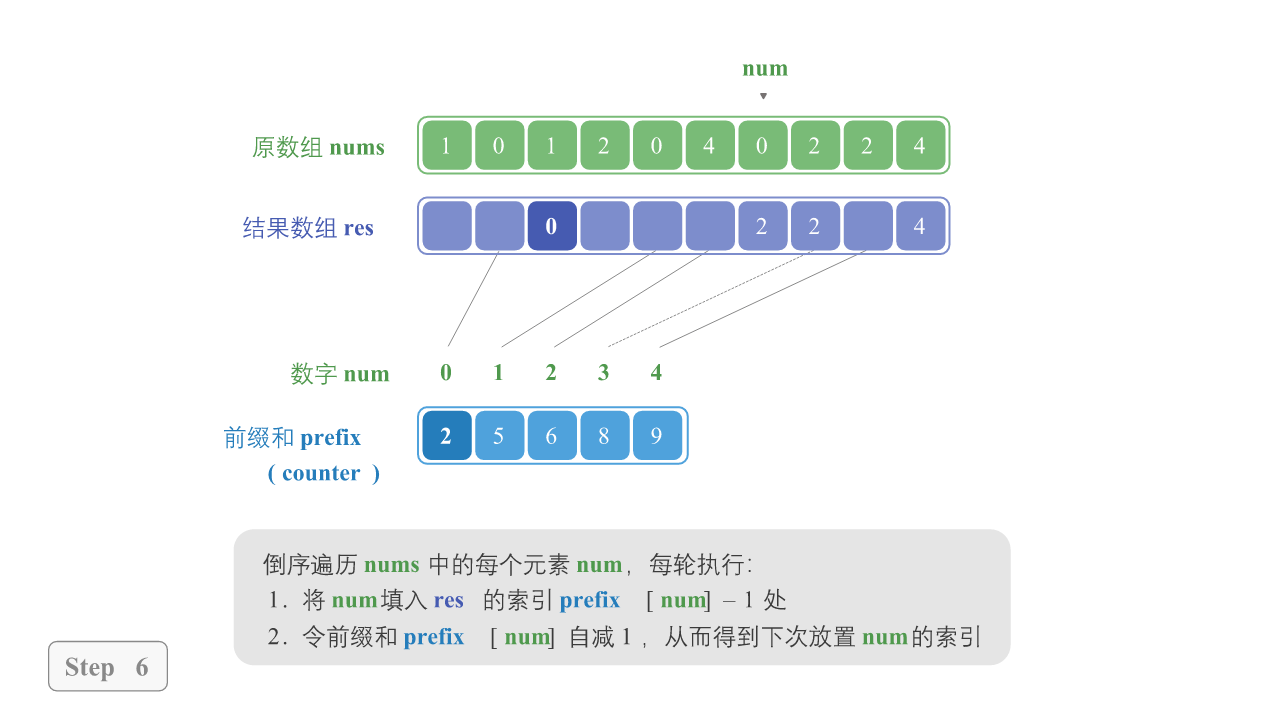 num
原数组 nums 1 0 1 2 0 4 0 2 2 4
结果数组 res 0 2 2 4
数字 num 0 1 2 3 4
前缀和 prefix 2 5 6 8 9
( counter )
倒序遍历 nums 中的每个元素 num，每轮执行：
1. 将 num 填入 res 的索引 prefix [ num] – 1 处
2. 令前缀和 prefix [ num] 自减 1 ，从而得到下次放置 num 的索引
Step 6